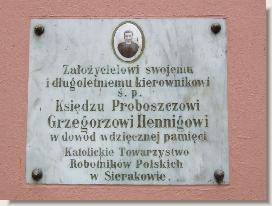 Założycielowi swojemu
i długoletniemu kierownikowi
ś. p.
Księdzu Proboszczowi
Grzegorzowi Hennigowi
w dowód wdzięcznej pamięci
Katolickie Towarzystwo
Robotników Polskich
w Sierakowie.